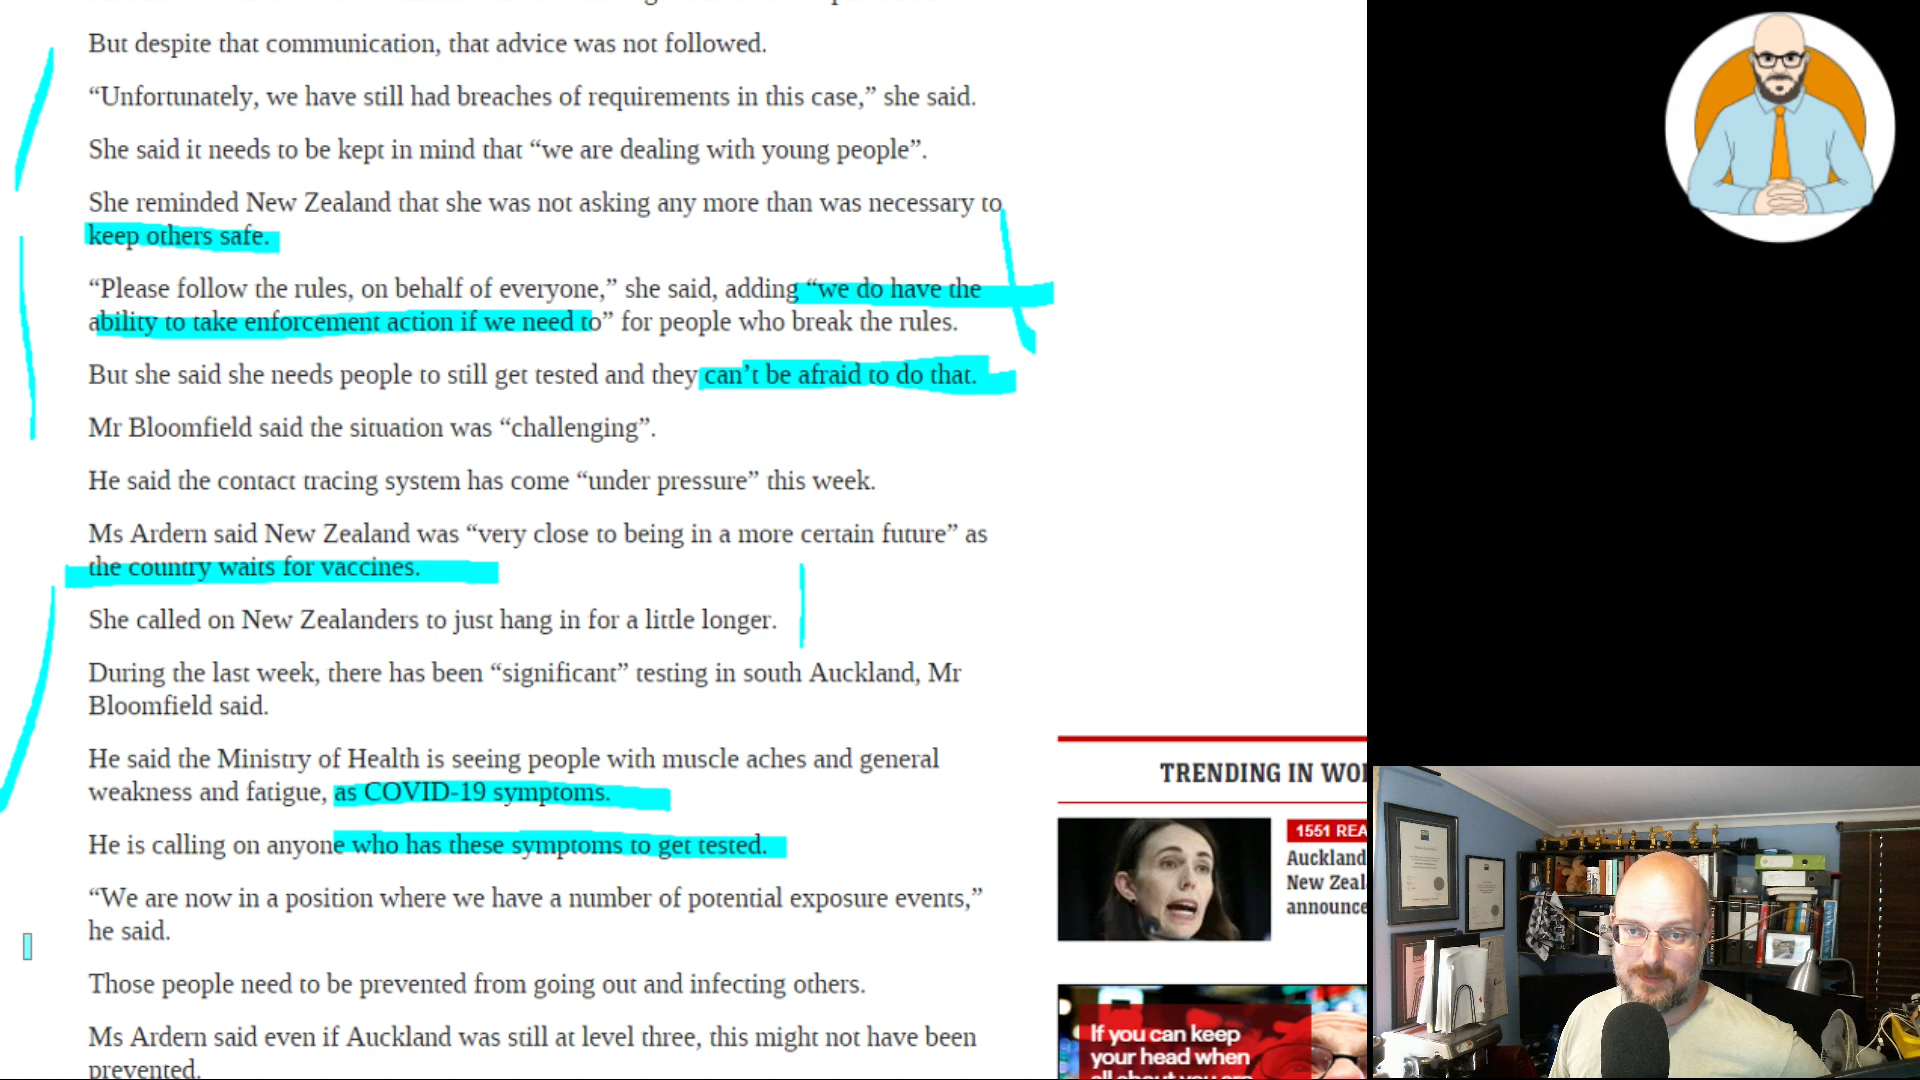 But despite that communication, that advice was not followed.
“Unfortunately, we have still had breaches of requirements in this case,” she said.
She said it needs to be kept in mind that “we are dealing with young people”.
She reminded New Zealand that she was not asking any more than was necessary to
keep others safe.
“Please follow the rules, on behalf of everyone,” she said, adding “we do have the
ability to take enforcement action if we need to” for people who break the rules.
But she said she needs people to still get tested and they can’t be afraid to do that.
Mr Bloomfield said the situation was “challenging”.
He said the contact tracing system has come “under pressure” this week.
Ms Ardern said New Zealand was “very close to being in a more certain future” as
the country waits for vaccines.
She called on New Zealanders to just hang in for a little longer.
During the last week, there has been “significant” testing in south Auckland, Mr
Bloomfield said.
He said the Ministry of Health is seeing people with muscle aches and general
weakness and fatigue, as COVID-19 symptoms.
He is calling on anyone who has these symptoms to get tested.
“We are now in a position where we have a number of potential exposure events,”
he said.
Those people need to be prevented from going out and infecting others.
Ms Ardern said even if Auckland was still at level three, this might not have been
prevented.
TRENDING IN WO
1551 REA
Auckland
New Zeal
announce
If you can keep
your head when
all about you are